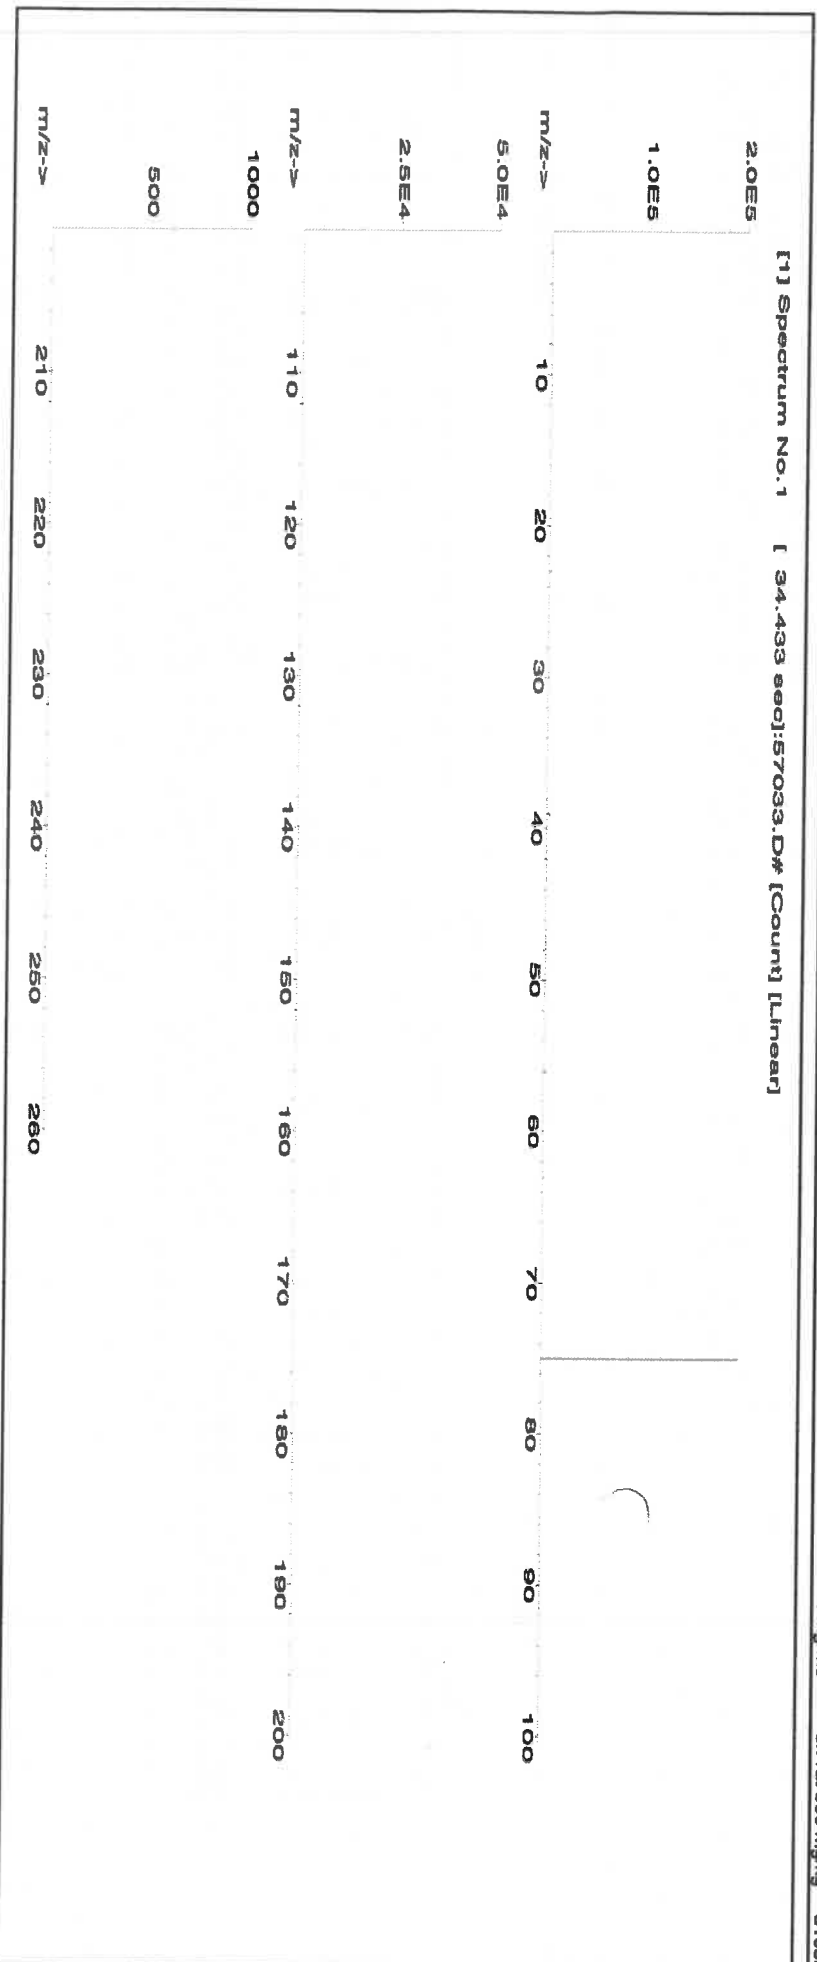 [1] Spectrum No.1 [ 34.433 sec]:57033.D# [Count] [Linear]
2.0E5
1.0E5
m/z-> 10 20 30 40 50 60 70 80 90 100
5.0E4
2.5E4
m/z-> 110 120 130 140 150 160 170 180 190 200
1000
500
m/z-> 210 220 230 240 250 260